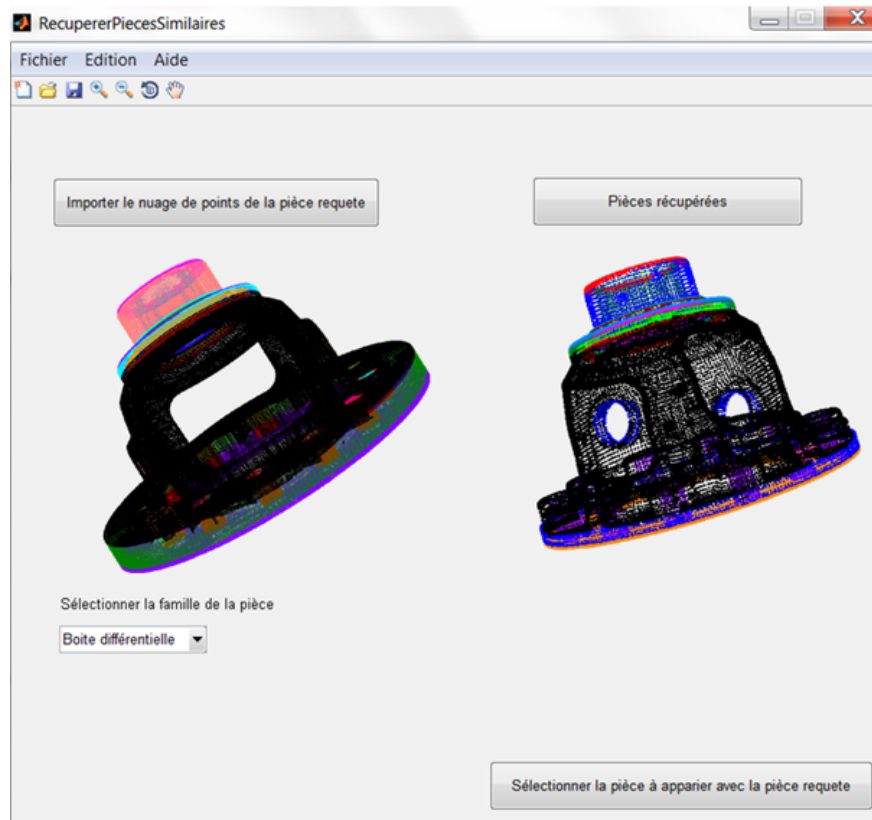 RecupererPiecesSimilaires
Fichier Edition Aide
Importer le nuage de points de la pièce requete
Pièces récupérées
Sélectionner la famille de la pièce
Boite différentielle
Sélectionner la pièce à apparier avec la pièce requete